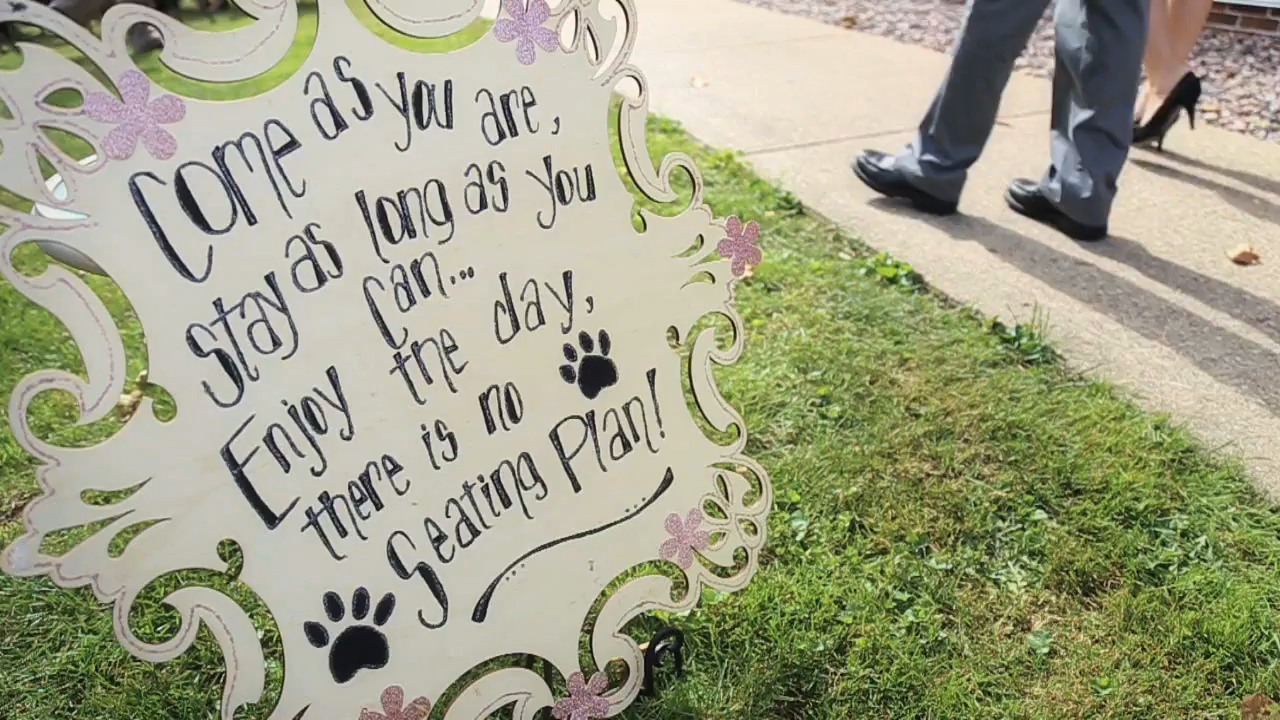 Come as you are,
stay as long as you
can...
Enjoy the day,
there is no
Seating Plan!